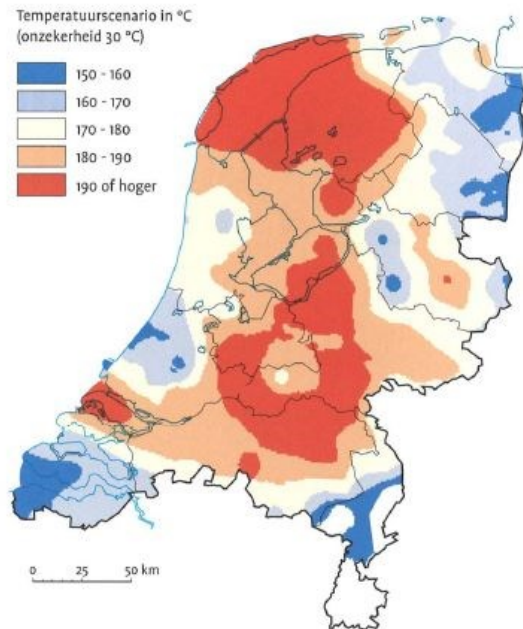 Temperatuurscenario in °C
(onzekerheid 30 °C)
150 - 160
160 - 170
170 - 180
180 - 190
190 of hoger
0 25 50 km